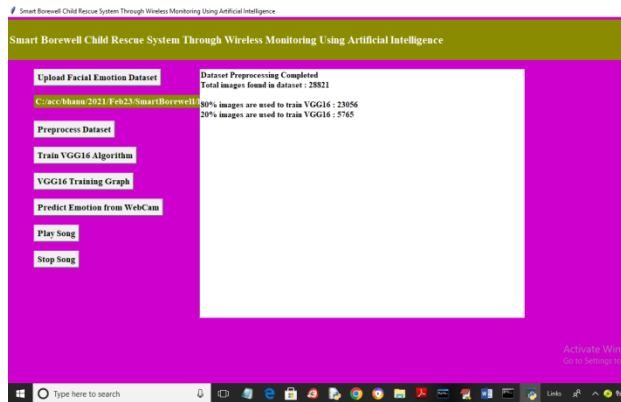 Smart Borewell Child Rescue System Through Wireless Monitoring Using Artificial Intelligence
Smart Borewell Child Rescue System Through Wireless Monitoring Using Artificial Intelligence
Upload Facial Emotion Dataset
C:/acc/bhanu/2021/Feb23/SmartBorewell/
Preprocess Dataset
Train VGG16 Algorithm
VGG16 Training Graph
Predict Emotion from WebCam
Play Song
Stop Song
Dataset Preprocessing Completed
Total images found in dataset : 28821
80% images are used to train VGG16 : 23056
20% images are used to train VGG16 : 5765
Activate Win
Go to Settings to
Type here to search
Links